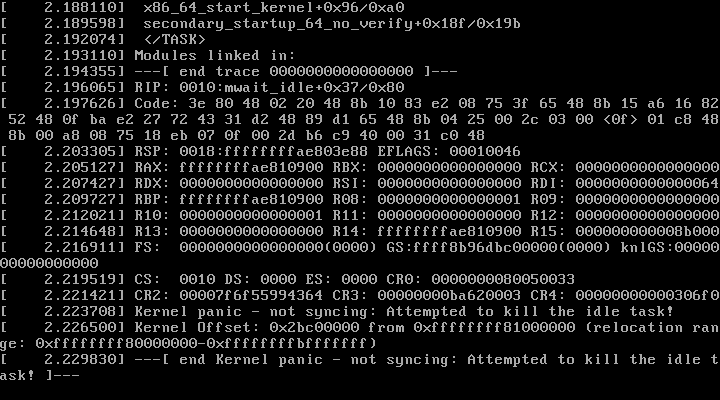 [    2.188110]  x86_64_start_kernel+0x96/0xa0
[    2.189598]  secondary_startup_64_no_verify+0x18f/0x19b
[    2.192074]  </TASK>
[    2.193110] Modules linked in:
[    2.194355] ---[ end trace 0000000000000000 ]---
[    2.196065] RIP: 0010:mwait_idle+0x37/0x80
[    2.197626] Code: 3e 80 48 02 20 48 8b 10 83 e2 08 75 3f 65 48 8b 15 a6 16 82
 52 48 0f ba e2 27 72 43 31 d2 48 89 d1 65 48 8b 04 25 00 2c 03 00 <0f> 01 c8 48
 8b 00 a8 08 75 18 eb 07 0f 00 2d b6 c9 40 00 31 c0 48
[    2.203305] RSP: 0018:ffffffffae803e88 EFLAGS: 00010046
[    2.205127] RAX: ffffffffae810900 RBX: 0000000000000000 RCX: 0000000000000000
[    2.207427] RDX: 0000000000000000 RSI: 0000000000000000 RDI: 0000000000000064
[    2.209727] RBP: ffffffffae810900 R08: 0000000000000001 R09: 0000000000000000
[    2.212021] R10: 0000000000000001 R11: 0000000000000000 R12: 0000000000000000
[    2.214648] R13: 0000000000000000 R14: ffffffffae810900 R15: 000000000008b000
[    2.216911] FS:  0000000000000000(0000) GS:ffff8b96dbc00000(0000) knlGS:00000
00000000000
[    2.219519] CS:  0010 DS: 0000 ES: 0000 CR0: 0000000080050033
[    2.221421] CR2: 00007f6f55994364 CR3: 00000000ba620003 CR4: 00000000000306f0
[    2.223708] Kernel panic - not syncing: Attempted to kill the idle task!
[    2.226500] Kernel Offset: 0x2bc00000 from 0xffffffff81000000 (relocation ran
ge: 0xffffffff80000000-0xffffffffbfffffff)
[    2.229830] ---[ end Kernel panic - not syncing: Attempted to kill the idle t
ask! ]---